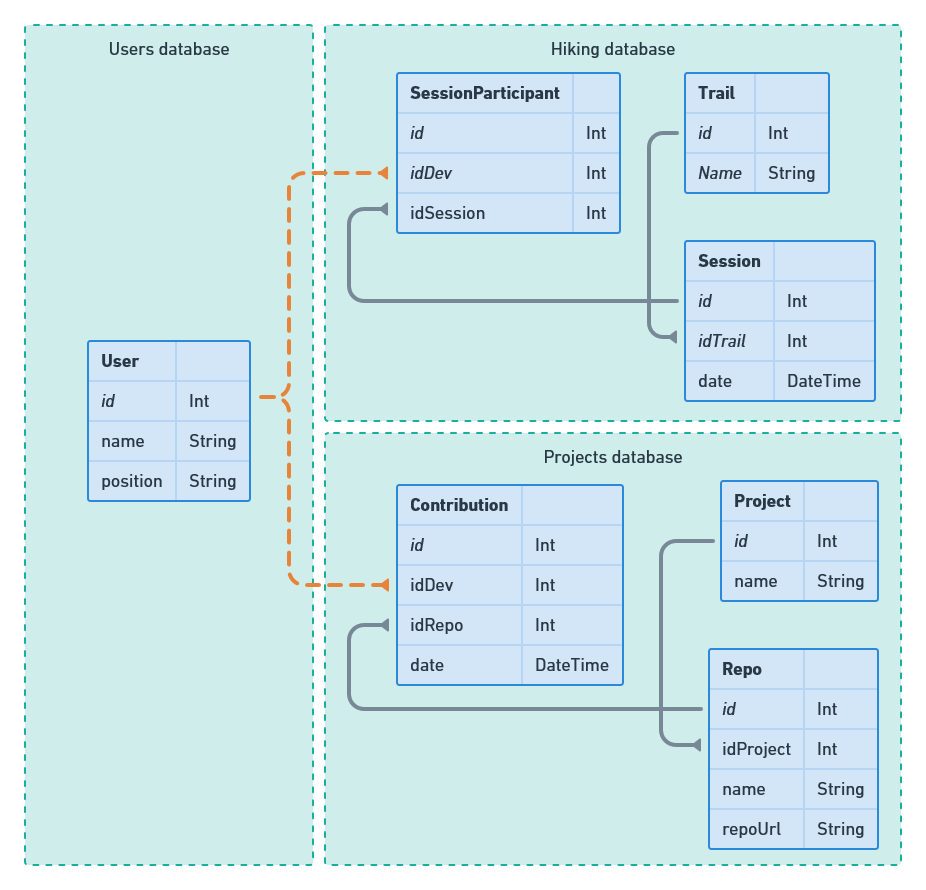 Users database
User
id Int
name String
position String
Hiking database
SessionParticipant
id Int
idDev Int
idSession Int
Trail
id Int
Name String
Session
id Int
idTrail Int
date DateTime
Projects database
Contribution
id Int
idDev Int
idRepo Int
date DateTime
Project
id Int
name String
Repo
id Int
idProject Int
name String
repoUrl String